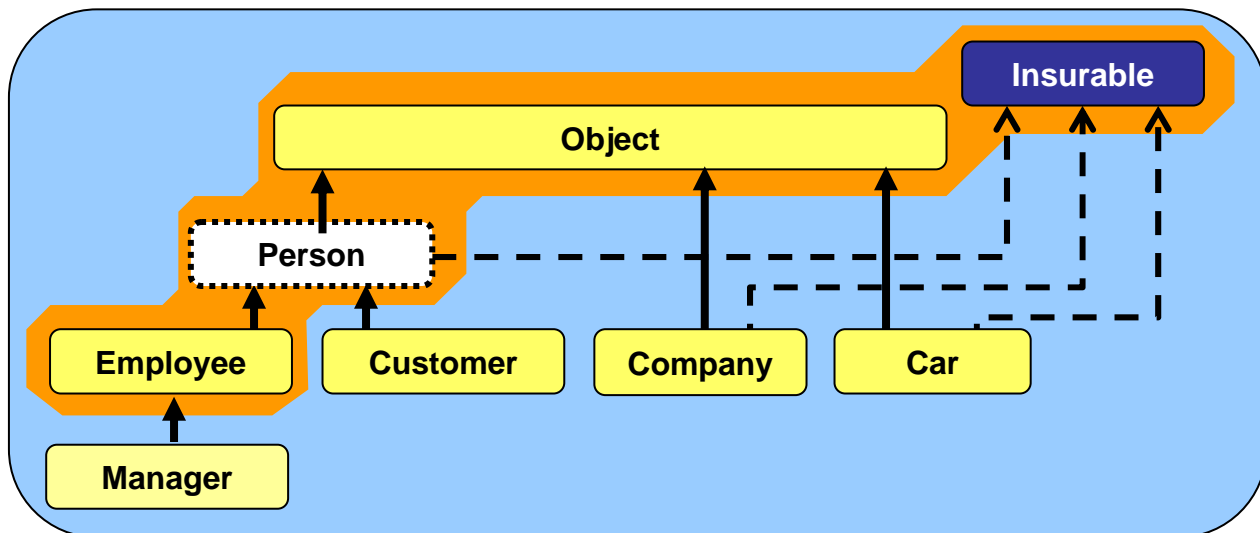 Insurable
Object
Person
Employee
Customer
Company
Car
Manager